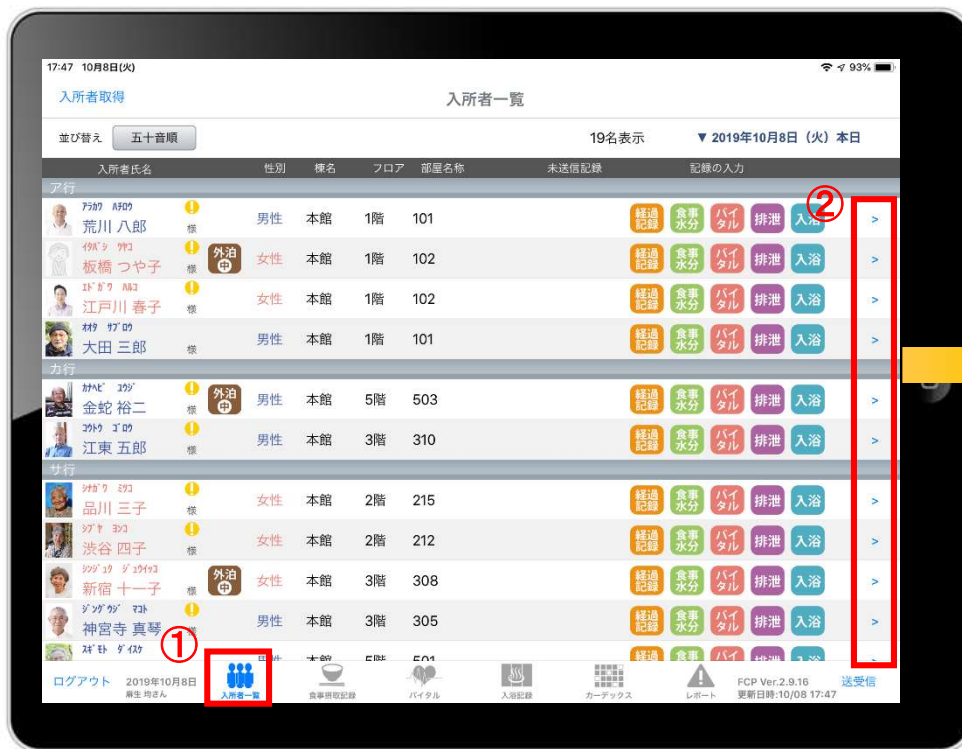 17:47 10月8日(火) 93%
入所者取得 入所者一覧
並び替え 五十音順 19名表示 ▼ 2019年10月8日（火）本日
入所者氏名 性別 棟名 フロア 部屋名称 未送信記録 記録の入力
ア行
②
ｱﾗｶﾜ ﾊﾁﾛｳ
荒川 八郎 様 男性 本館 1階 101 経過記録 食事水分 バイタル 排泄 入浴 >
ｲﾀﾊﾞｼ ﾂﾔｺ
板橋 つや子 様 外泊中 女性 本館 1階 102 経過記録 食事水分 バイタル 排泄 入浴 >
ｴﾄﾞｶﾞﾜ ﾊﾙｺ
江戸川 春子 様 女性 本館 1階 102 経過記録 食事水分 バイタル 排泄 入浴 >
ｵｵﾀ ｻﾌﾞﾛｳ
大田 三郎 様 男性 本館 1階 101 経過記録 食事水分 バイタル 排泄 入浴 >
カ行
ｶﾅﾍﾋﾞ ﾕｳｼﾞ
金蛇 裕二 様 外泊中 男性 本館 5階 503 経過記録 食事水分 バイタル 排泄 入浴 >
ｺｳﾄｳ ｺﾞﾛｳ
江東 五郎 様 男性 本館 3階 310 経過記録 食事水分 バイタル 排泄 入浴 >
サ行
ｼﾅｶﾞﾜ ﾐﾂｺ
品川 三子 様 女性 本館 2階 215 経過記録 食事水分 バイタル 排泄 入浴 >
ｼﾌﾞﾔ ﾖﾝｺ
渋谷 四子 様 女性 本館 2階 212 経過記録 食事水分 バイタル 排泄 入浴 >
ｼﾝｼﾞｭｸ ｼﾞｭｳｲﾁｺ
新宿 十一子 様 外泊中 女性 本館 3階 308 経過記録 食事水分 バイタル 排泄 入浴 >
ｼﾞﾝｸﾞｳｼﾞ ﾏｺﾄ
神宮寺 真琴 様 男性 本館 3階 305 経過記録 食事水分 バイタル 排泄 入浴 >
ｽｷﾞﾓﾄ ﾀﾞｲｽｹ
男性 本館 5階 501 経過記録 食事水分 バイタル 排泄 入浴 >
①
ログアウト 2019年10月8日 麻生 均さん 入所者一覧 食事摂取記録 バイタル 入浴記録 カーデックス レポート FCP Ver.2.9.16 送受信
更新日時:10/08 17:47